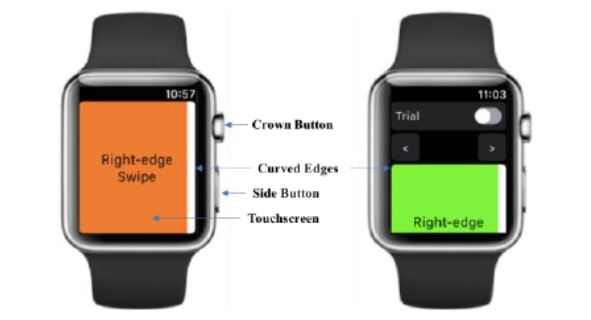 10:57
Right-edge
Swipe
Crown Button
Curved Edges
Side Button
Touchscreen
11:03
Trial
<
>
Right-edge